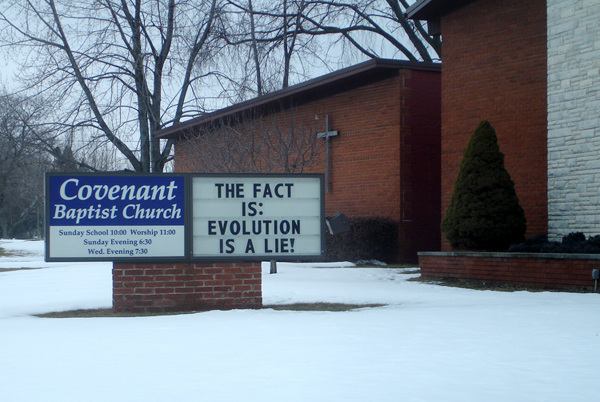 Covenant
Baptist Church
Sunday School 10:00 Worship 11:00
Sunday Evening 6:30
Wed. Evening 7:30
THE FACT
IS:
EVOLUTION
IS A LIE!